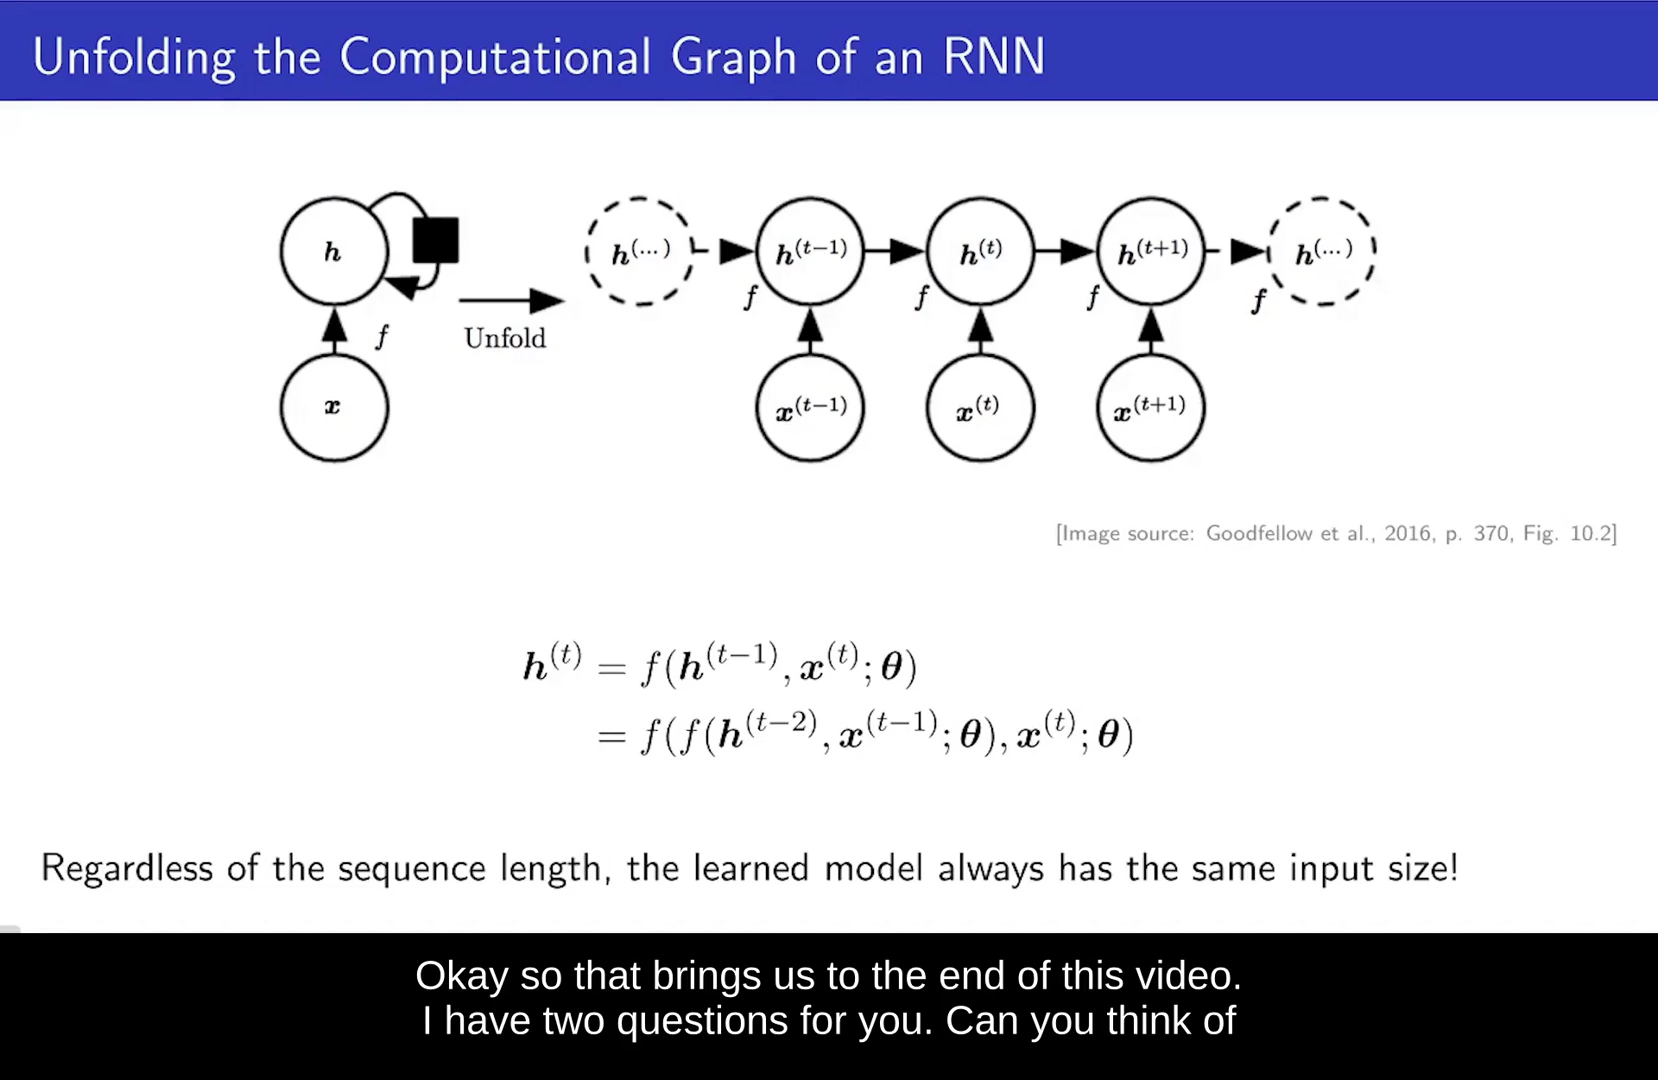 Unfolding the Computational Graph of an RNN
h
h^(...)
h^(t−1)
h^(t)
h^(t+1)
h^(...)
f
f
f
f
f
Unfold
x
x^(t−1)
x^(t)
x^(t+1)
[Image source: Goodfellow et al., 2016, p. 370, Fig. 10.2]
h^(t) = f(h^(t−1), x^(t); θ)
= f(f(h^(t−2), x^(t−1); θ), x^(t); θ)
Regardless of the sequence length, the learned model always has the same input size!
Okay so that brings us to the end of this video.
I have two questions for you. Can you think of